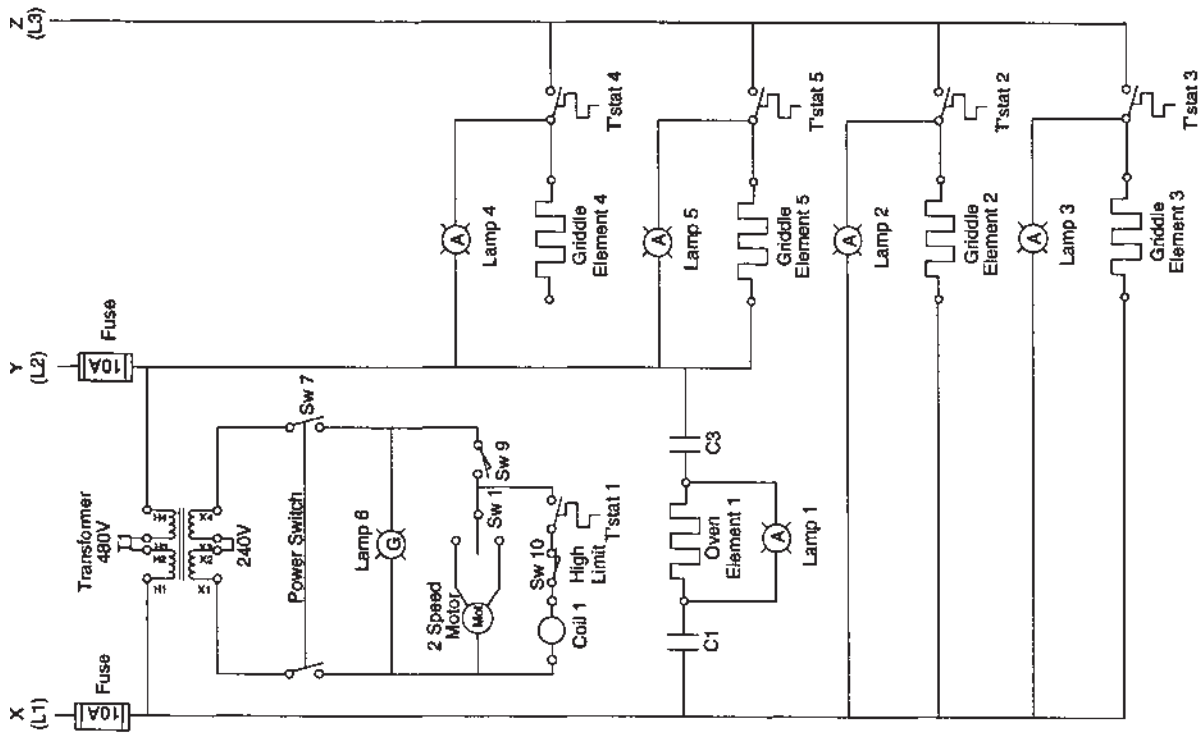 X
(L1)
Y
(L2)
Z
(L3)
10A
Fuse
10A
Fuse
Transformer
480V
240V
X1
Power Switch
Sw 7
Lamp 6
G
2 Speed
Motor
Mot
Sw 1
Sw 9
Coil 1
Sw 10
High
Limit
T'stat 1
C1
Oven
Element 1
C3
A
Lamp 1
A
Lamp 4
Griddle
Element 4
T'stat 4
A
Lamp 5
Griddle
Element 5
T'stat 5
A
Lamp 2
Griddle
Element 2
T'stat 2
A
Lamp 3
Griddle
Element 3
T'stat 3